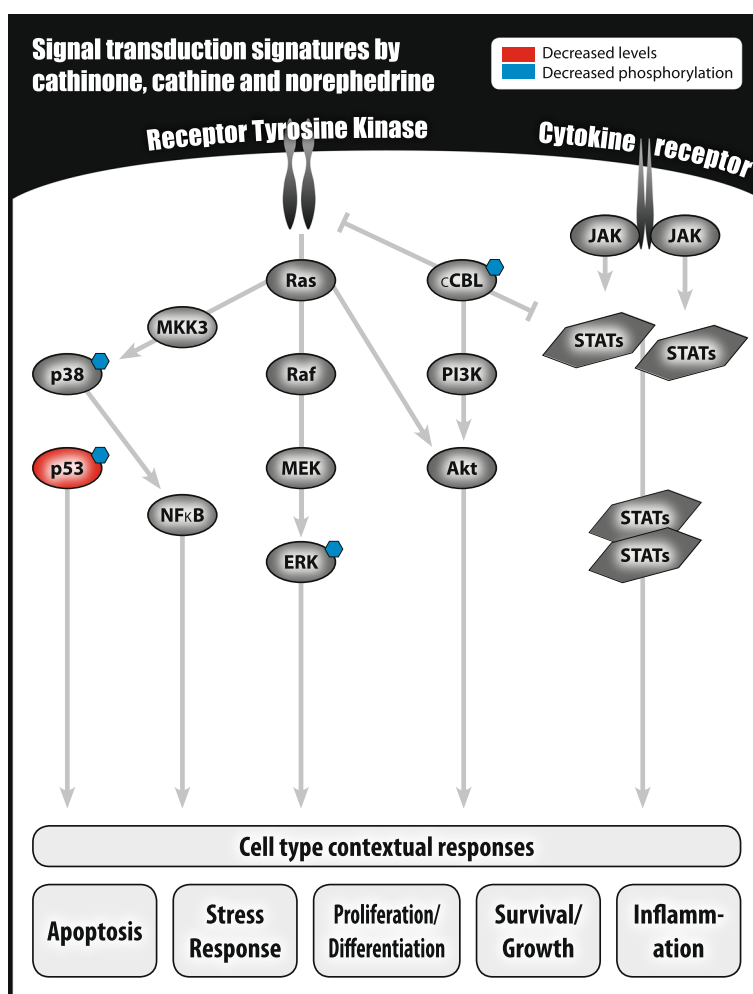 Signal transduction signatures by
cathinone, cathine and norephedrine
Decreased levels
Decreased phosphorylation
Receptor Tyrosine Kinase
Cytokine receptor
JAK
JAK
Ras
cCBL
MKK3
STATs
STATs
p38
Raf
PI3K
p53
MEK
Akt
NFκB
STATs
STATs
ERK
Cell type contextual responses
Apoptosis
Stress
Response
Proliferation/
Differentiation
Survival/
Growth
Inflamm-
ation